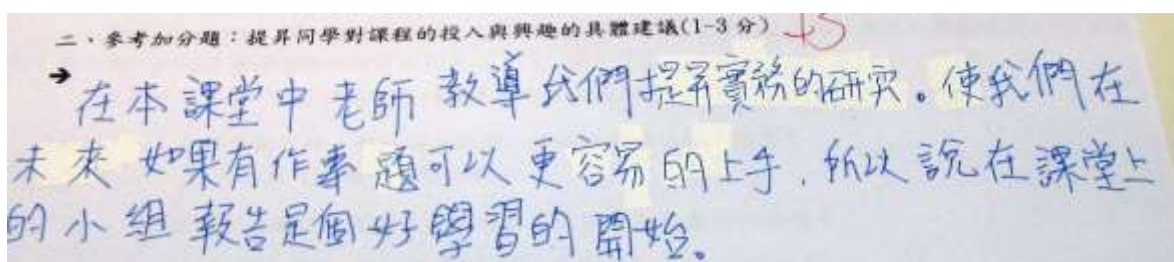 二、參考加分題：提昇同學對課程的投入與興趣的具體建議(1-3 分) +3
→ 在本課堂中老師教導我們提昇實務的研究。使我們在
未來如果有作專題可以更容易的上手，所以說在課堂上
的小組報告是個好學習的開始。